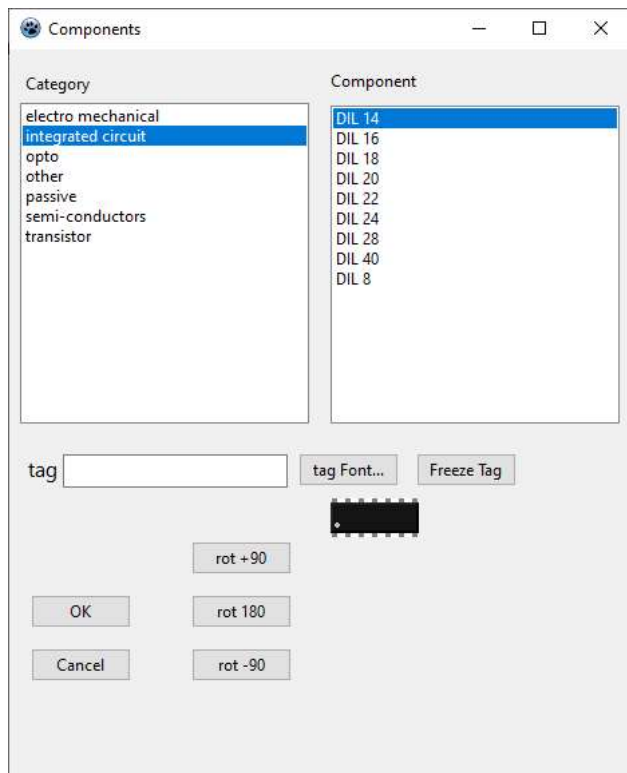 Components
Category
Component
electro mechanical
integrated circuit
opto
other
passive
semi-conductors
transistor
DIL 14
DIL 16
DIL 18
DIL 20
DIL 22
DIL 24
DIL 28
DIL 40
DIL 8
tag
tag Font...
Freeze Tag
rot +90
OK
rot 180
Cancel
rot -90